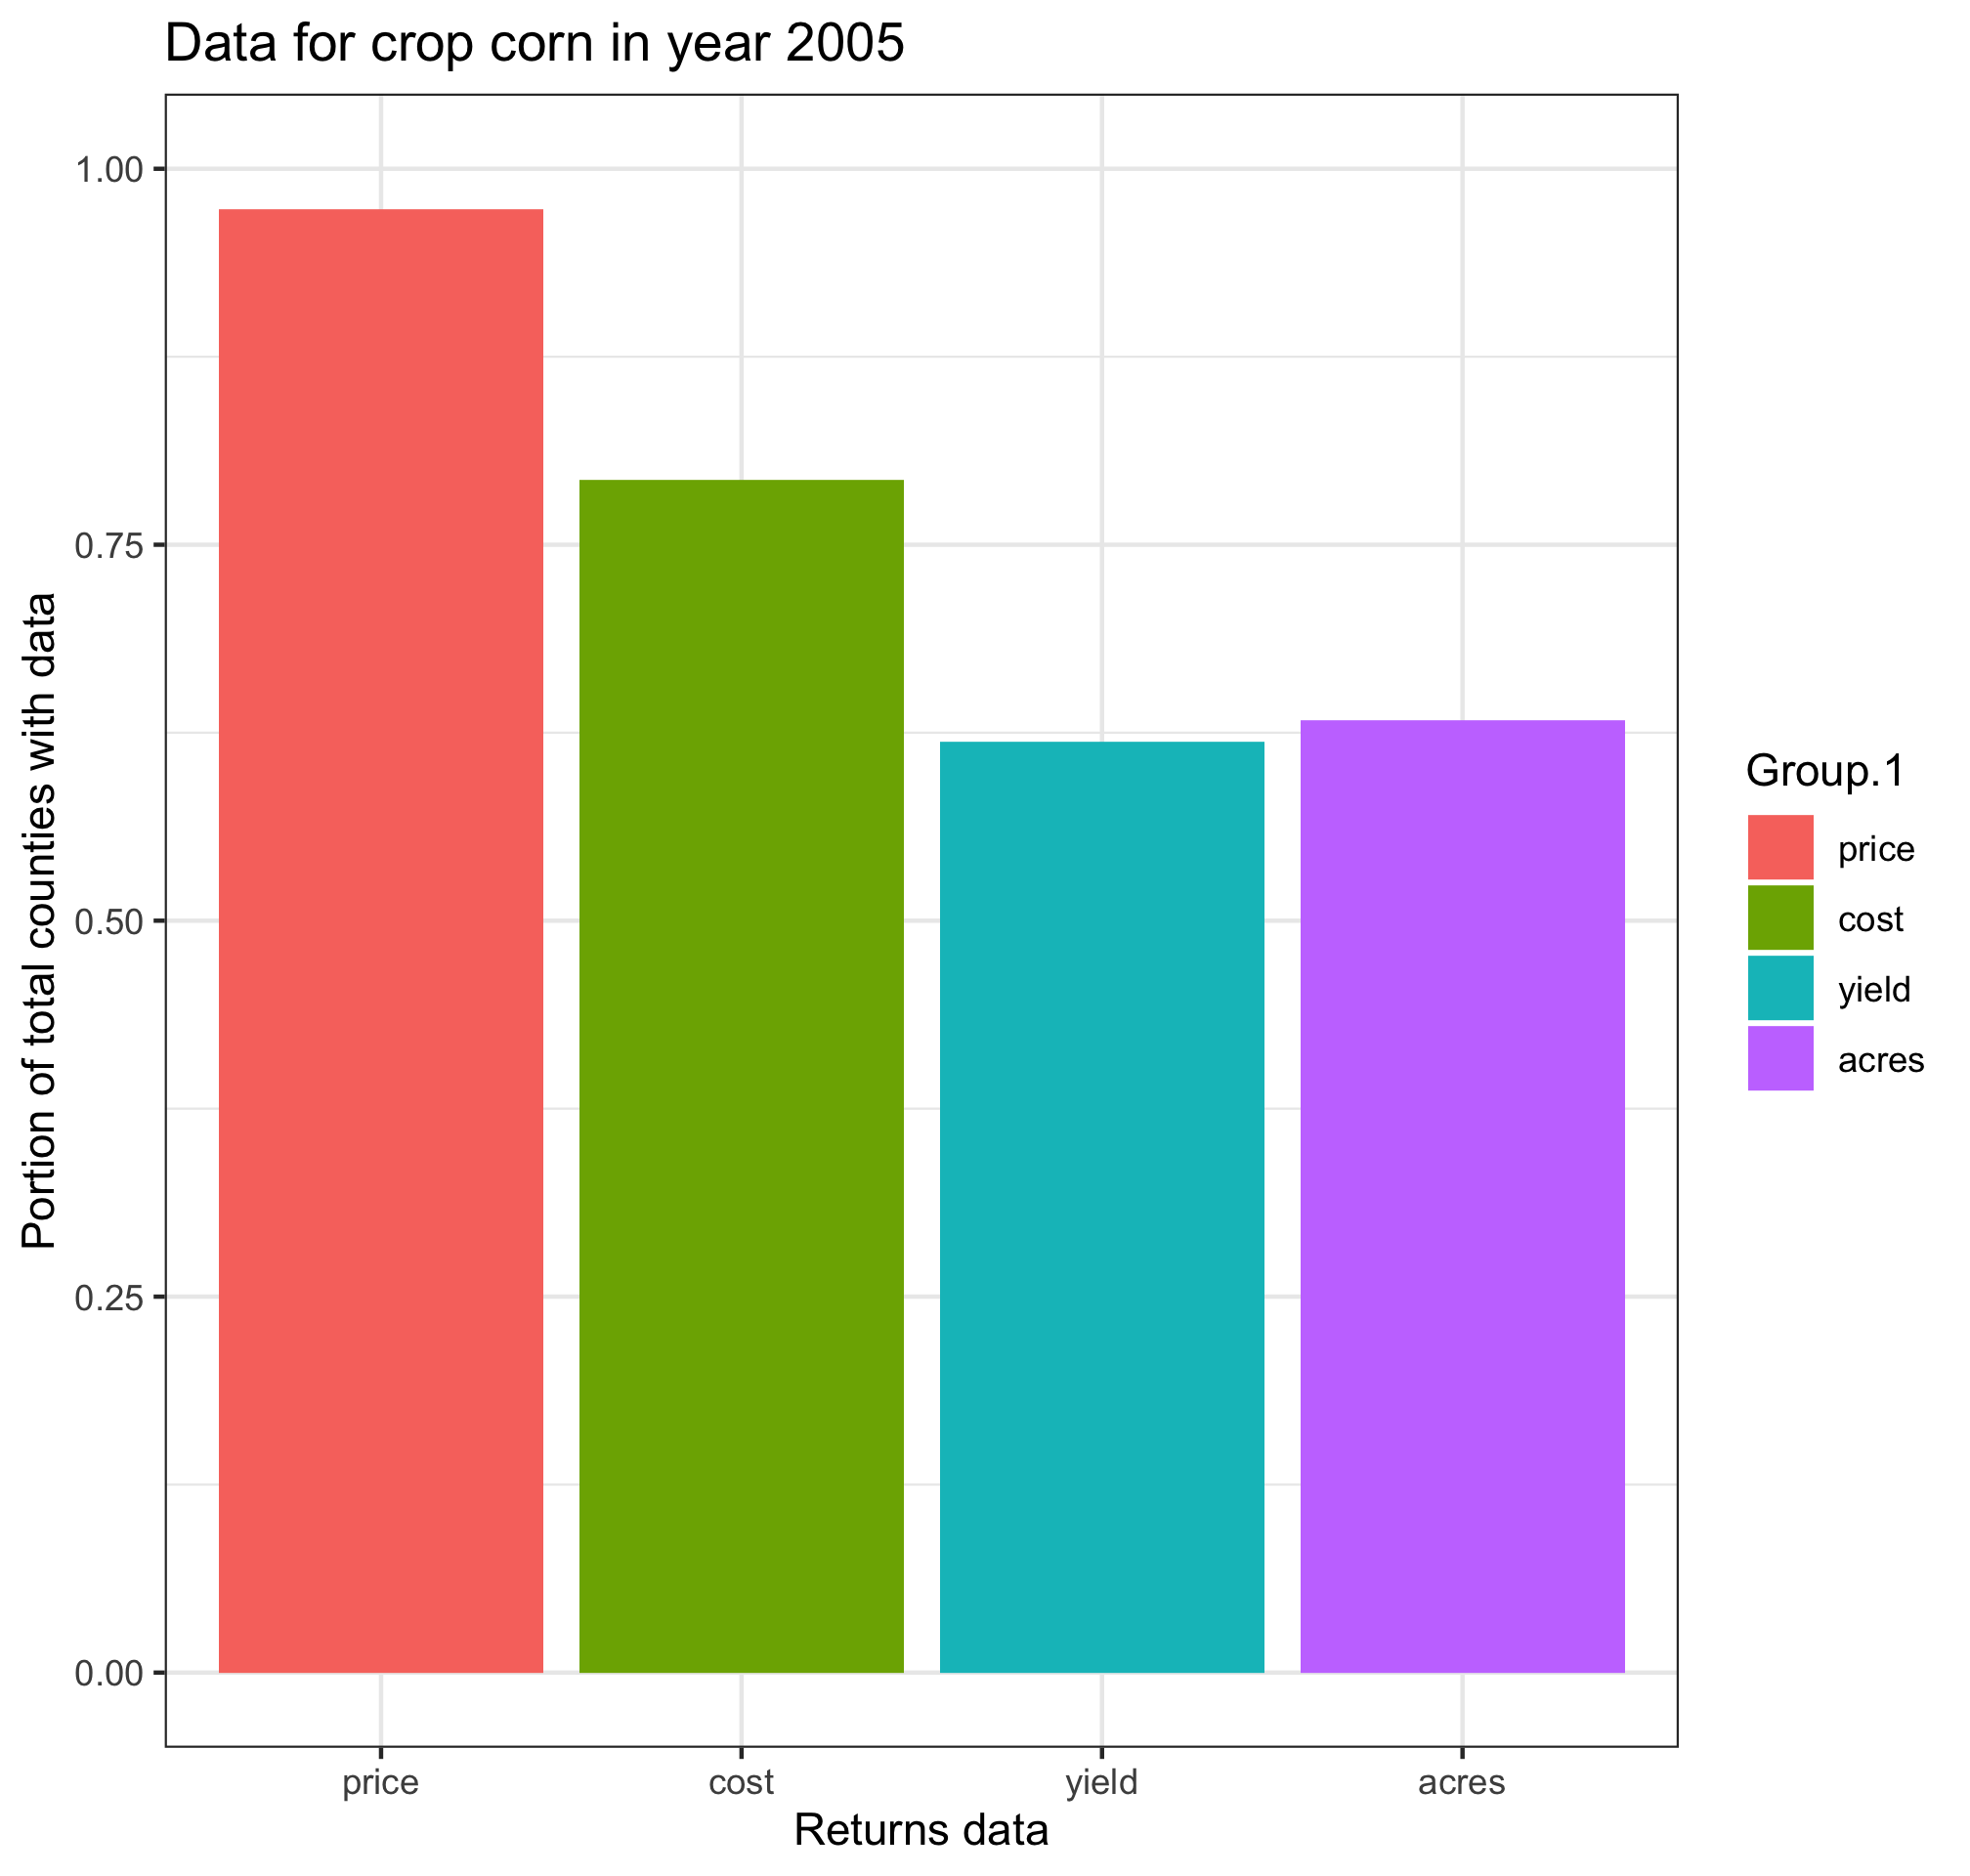 Data for crop corn in year 2005
1.00
0.75
0.50
0.25
0.00
Portion of total counties with data
price
cost
yield
acres
Returns data
Group.1
price
cost
yield
acres